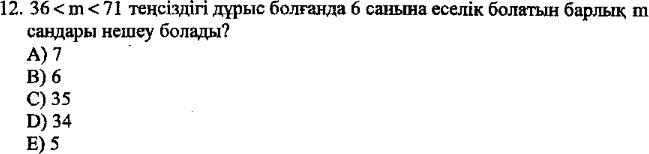 12. 36 < m < 71 теңсіздігі дұрыс болғанда 6 санына еселік болатын барлық m
сандары нешеу болады?
A) 7
B) 6
C) 35
D) 34
E) 5